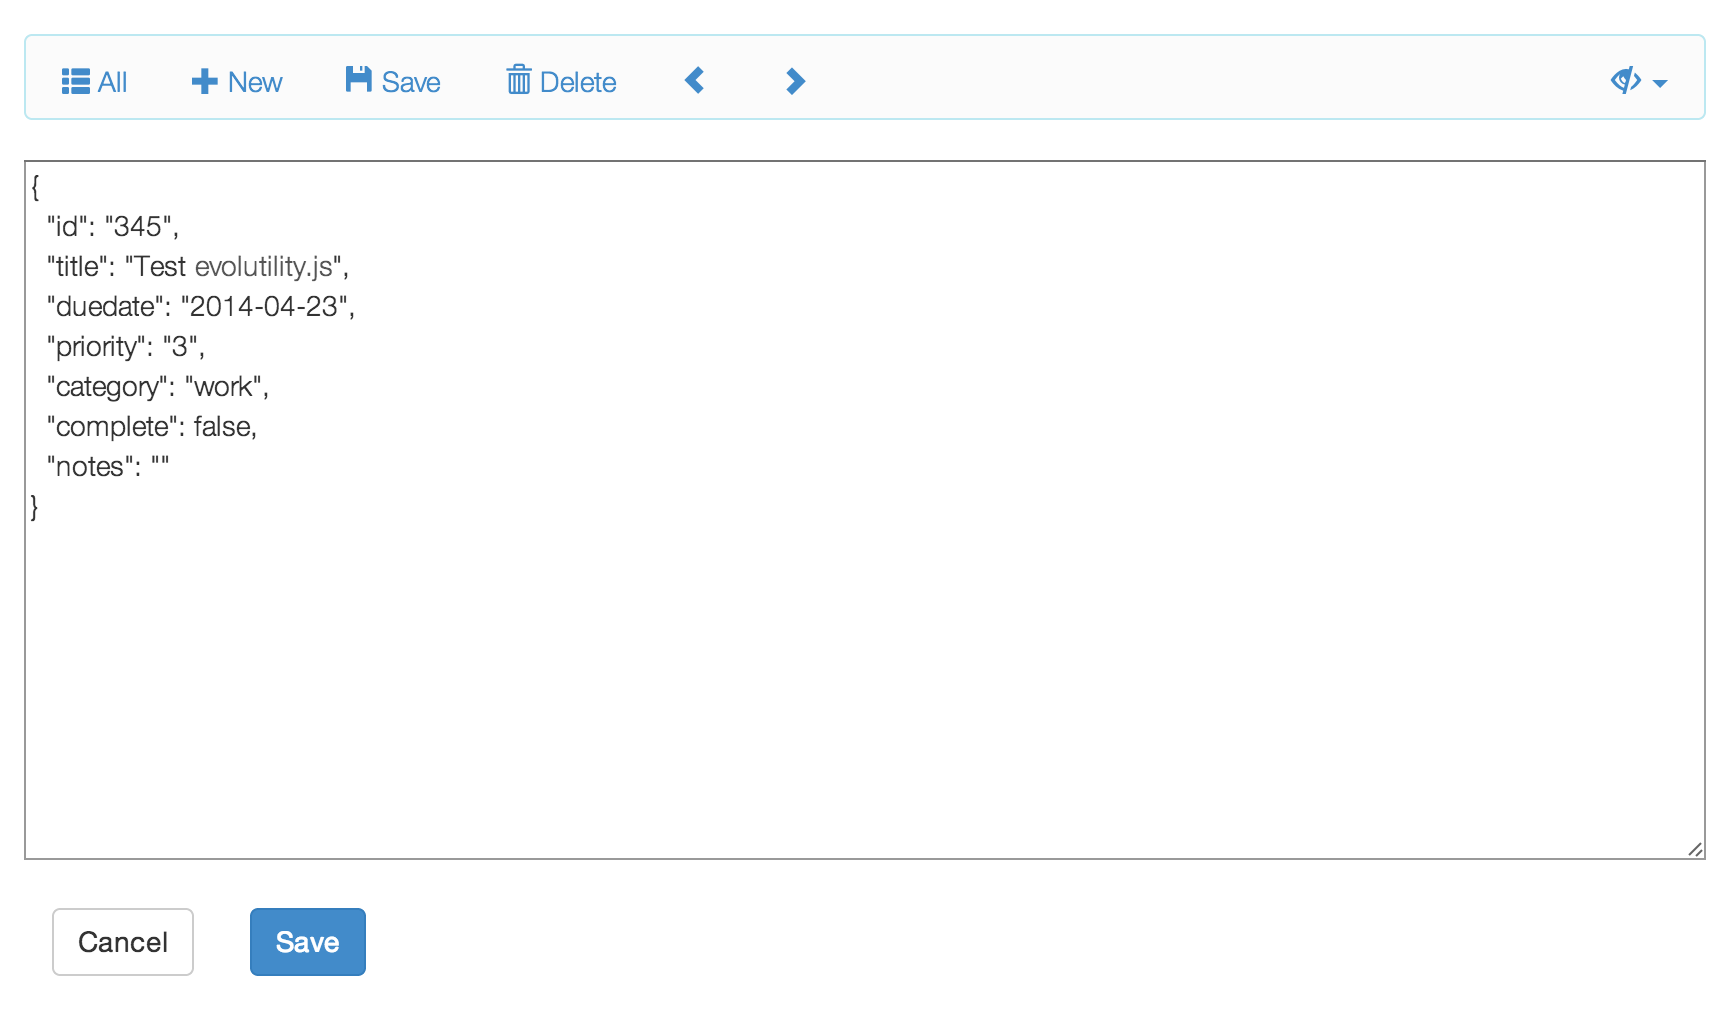 All New Save Delete
{
"id": "345",
"title": "Test evolutility.js",
"duedate": "2014-04-23",
"priority": "3",
"category": "work",
"complete": false,
"notes": ""
}
Cancel Save